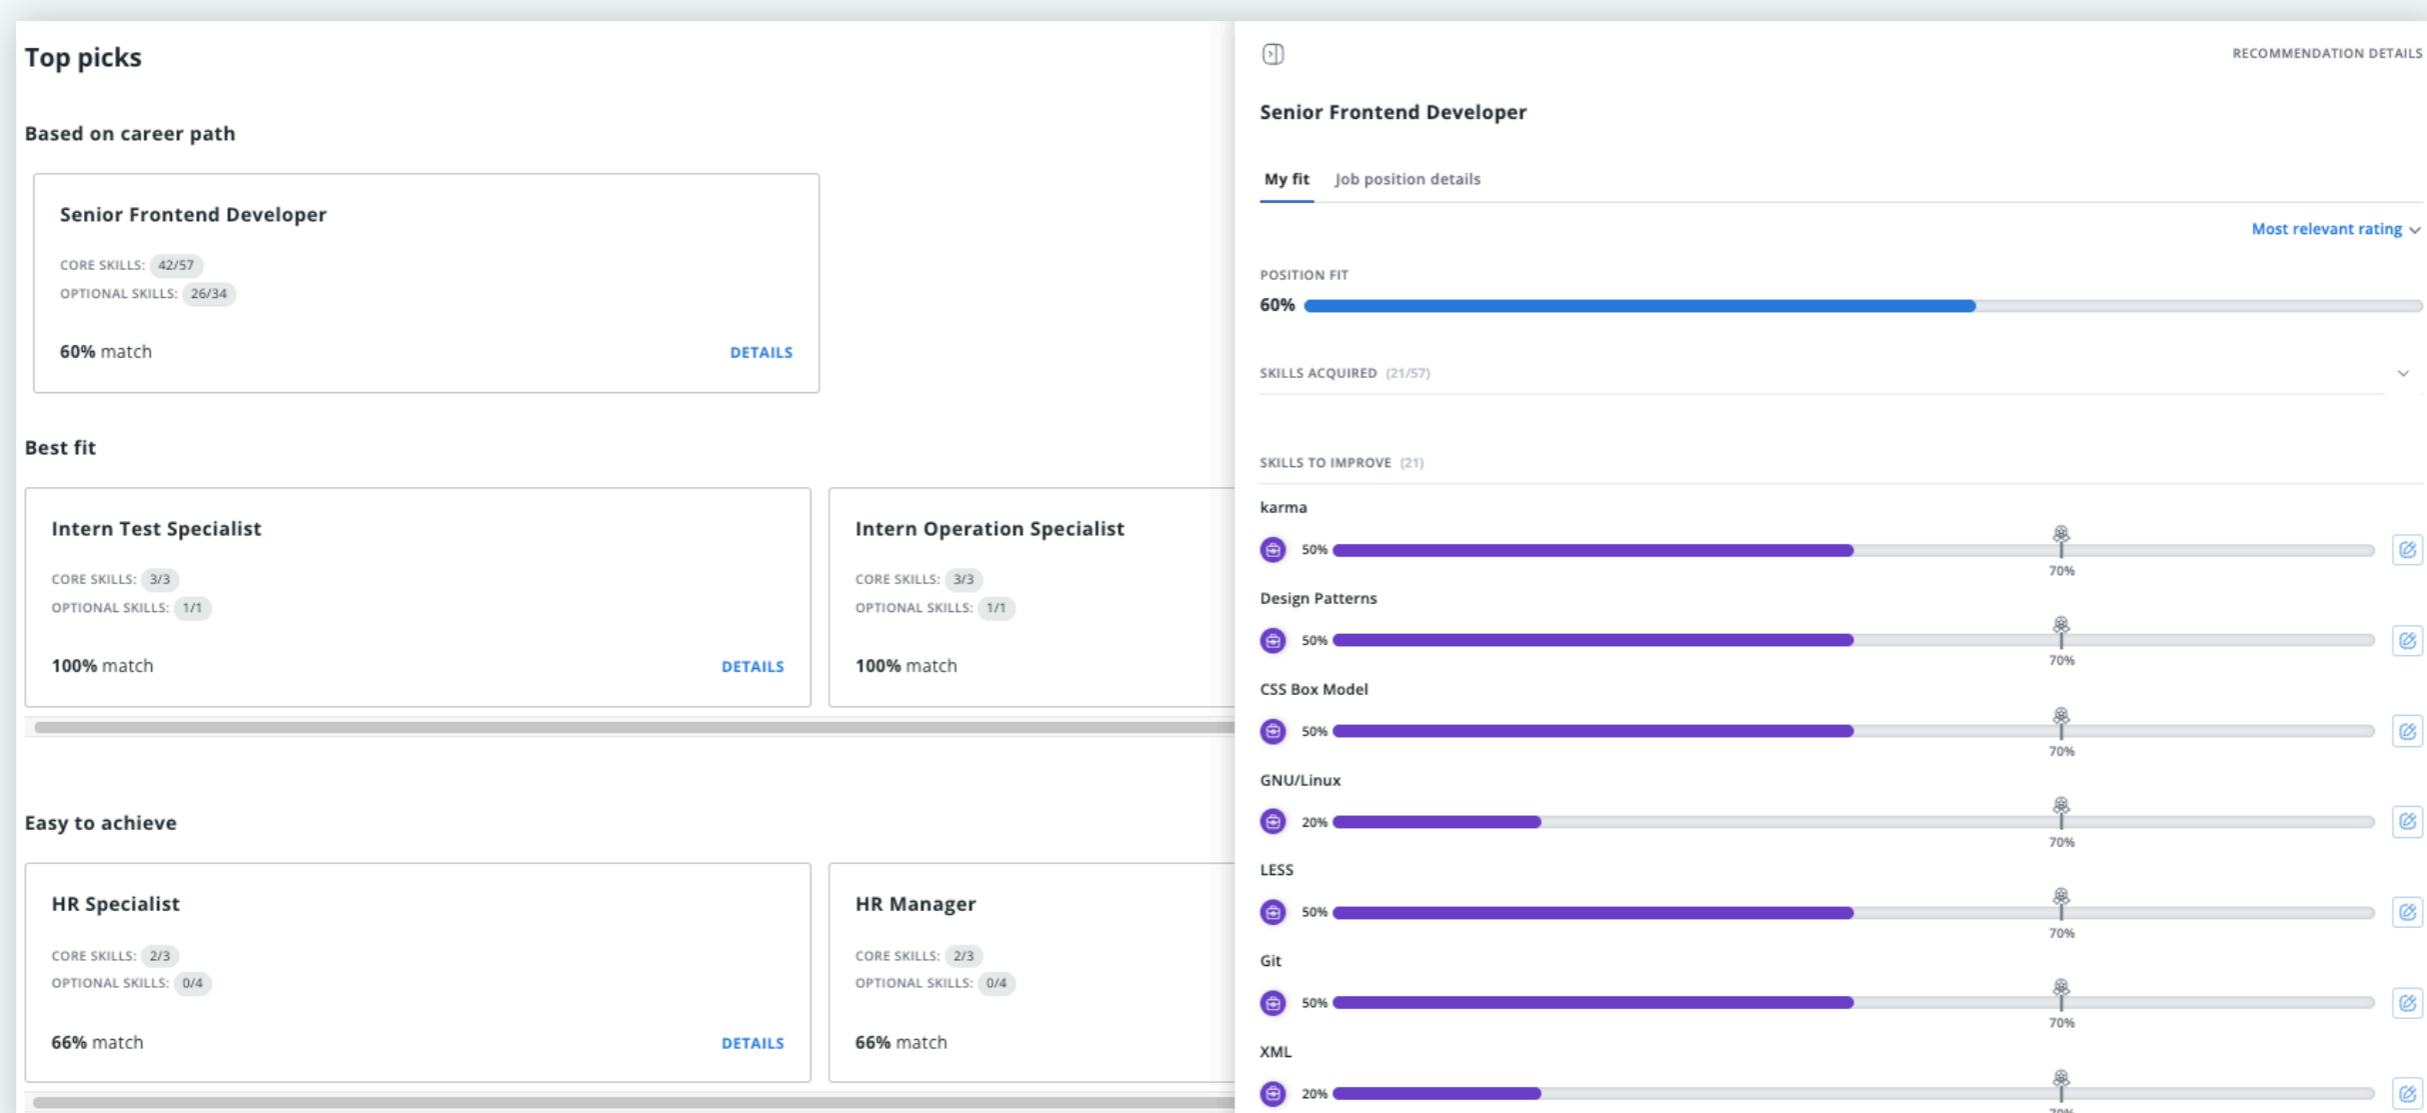 Top picks
Based on career path
Senior Frontend Developer
CORE SKILLS: 42/57
OPTIONAL SKILLS: 26/34
60% match
DETAILS
Best fit
Intern Test Specialist
CORE SKILLS: 3/3
OPTIONAL SKILLS: 1/1
100% match
DETAILS
Intern Operation Specialist
CORE SKILLS: 3/3
OPTIONAL SKILLS: 1/1
100% match
Easy to achieve
HR Specialist
CORE SKILLS: 2/3
OPTIONAL SKILLS: 0/4
66% match
DETAILS
HR Manager
CORE SKILLS: 2/3
OPTIONAL SKILLS: 0/4
66% match
RECOMMENDATION DETAILS
Senior Frontend Developer
My fit
Job position details
Most relevant rating
POSITION FIT
60%
SKILLS ACQUIRED (21/57)
SKILLS TO IMPROVE (21)
karma
50%
70%
Design Patterns
50%
70%
CSS Box Model
50%
70%
GNU/Linux
20%
70%
LESS
50%
70%
Git
50%
70%
XML
20%
70%